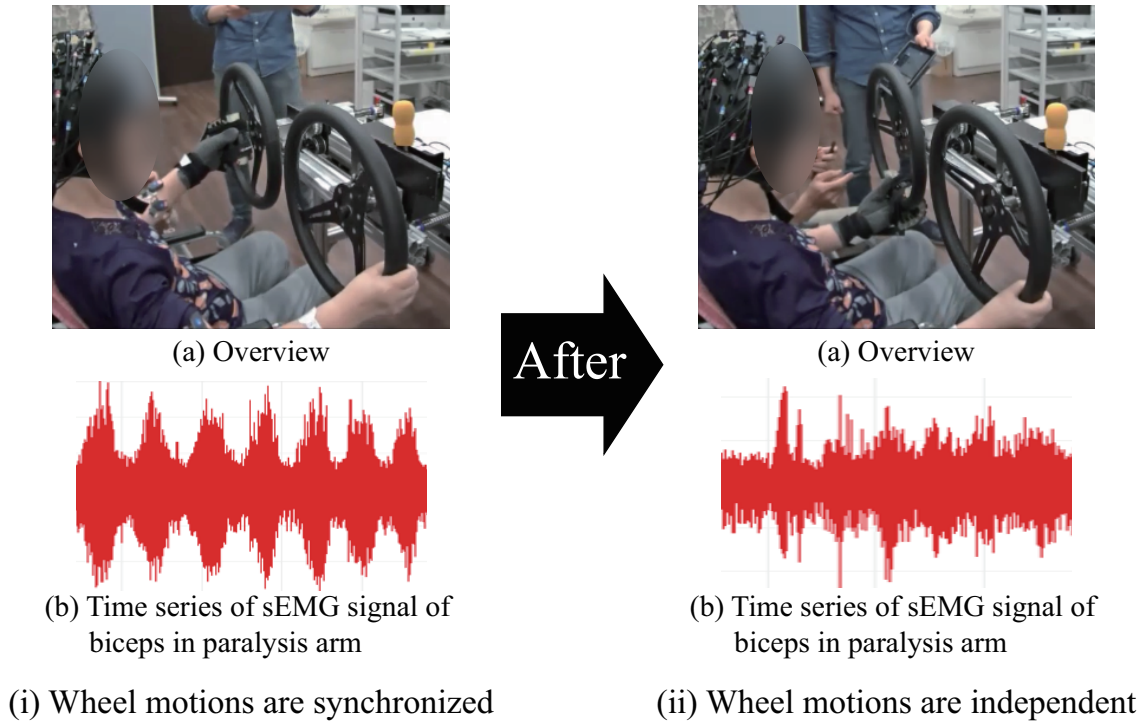 (a) Overview
(b) Time series of sEMG signal of
biceps in paralysis arm
(i) Wheel motions are synchronized
After
(a) Overview
(b) Time series of sEMG signal of
biceps in paralysis arm
(ii) Wheel motions are independent